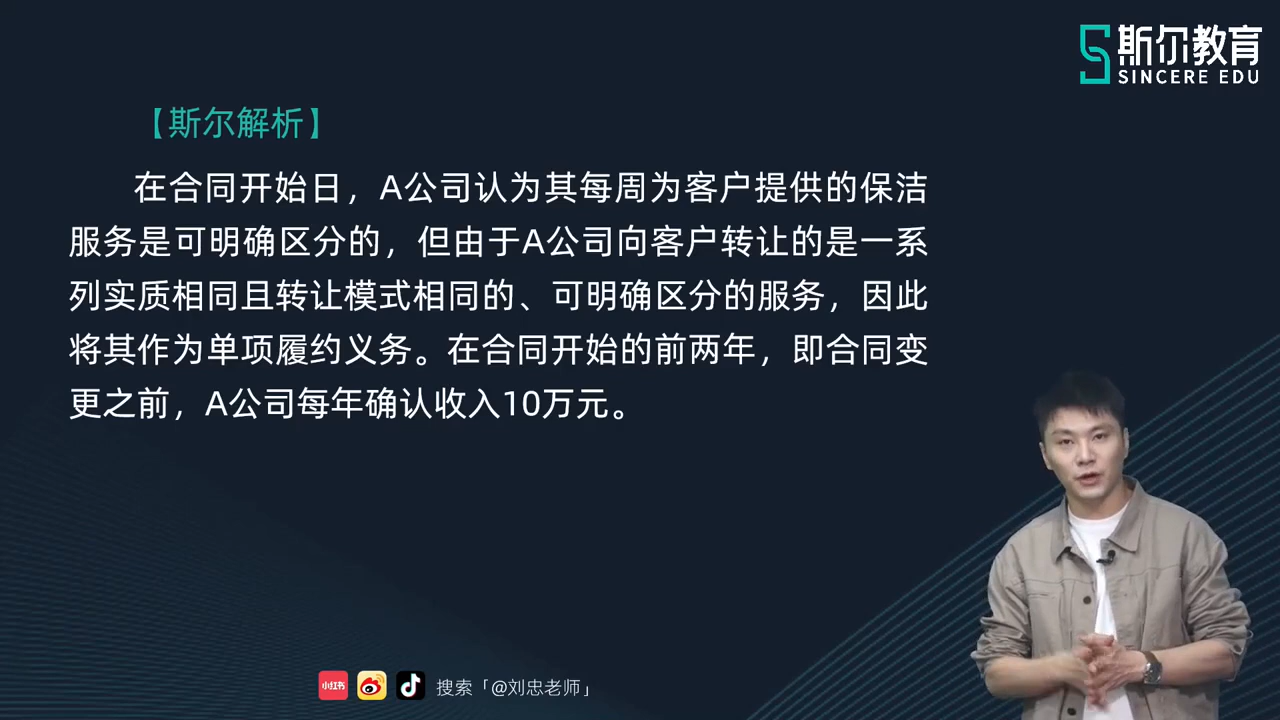 斯尔教育
SINCERE EDU
【斯尔解析】
在合同开始日，A公司认为其每周为客户提供的保洁
服务是可明确区分的，但由于A公司向客户转让的是一系
列实质相同且转让模式相同的、可明确区分的服务，因此
将其作为单项履约义务。在合同开始的前两年，即合同变
更之前，A公司每年确认收入10万元。
小红书
搜索「@刘忠老师」